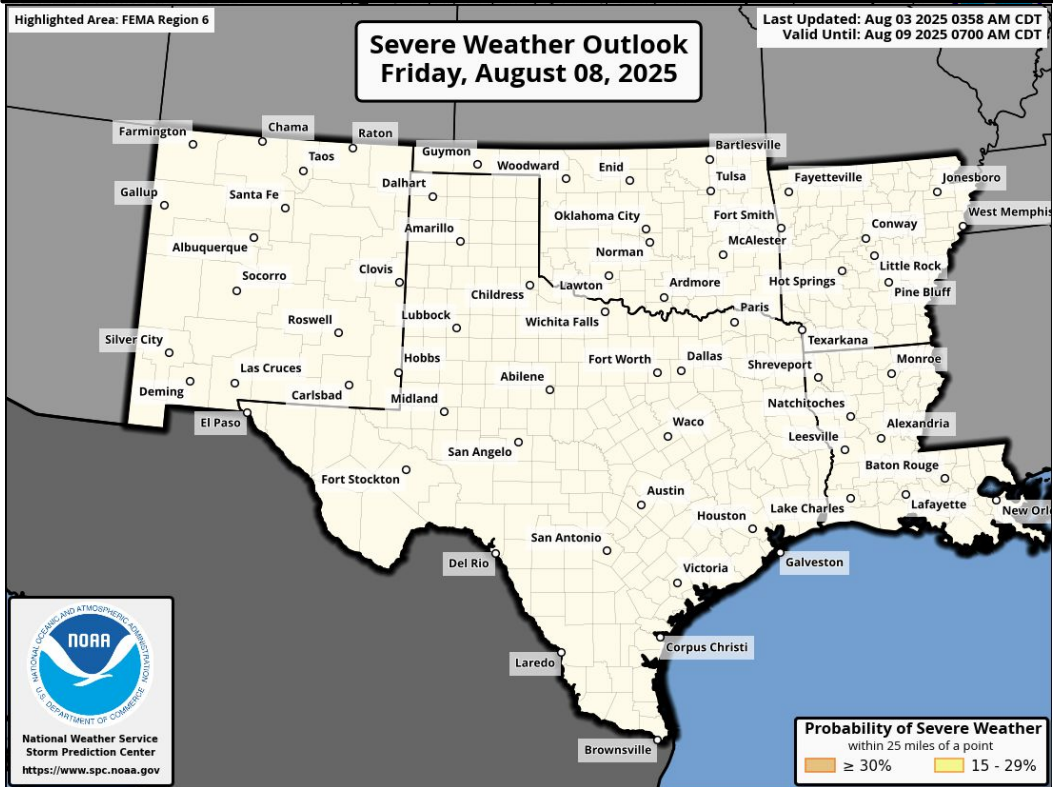 Highlighted Area: FEMA Region 6
Severe Weather Outlook
Friday, August 08, 2025
Last Updated: Aug 03 2025 0358 AM CDT
Valid Until: Aug 09 2025 0700 AM CDT
Farmington
Chama
Raton
Taos
Guymon
Woodward
Enid
Bartlesville
Tulsa
Fayetteville
Jonesboro
Gallup
Santa Fe
Dalhart
Oklahoma City
Fort Smith
West Memphis
Albuquerque
Amarillo
Norman
McAlester
Conway
Socorro
Clovis
Childress
Lawton
Ardmore
Hot Springs
Little Rock
Pine Bluff
Roswell
Lubbock
Wichita Falls
Paris
Texarkana
Silver City
Hobbs
Fort Worth
Dallas
Shreveport
Monroe
Deming
Las Cruces
Carlsbad
Midland
Abilene
Natchitoches
El Paso
San Angelo
Waco
Leesville
Alexandria
Fort Stockton
Austin
Baton Rouge
Houston
Lake Charles
Lafayette
New Orl
San Antonio
Del Rio
Victoria
Galveston
Laredo
Corpus Christi
Brownsville
NATIONAL OCEANIC AND ATMOSPHERIC ADMINISTRATION
NOAA
U.S. DEPARTMENT OF COMMERCE
National Weather Service
Storm Prediction Center
https://www.spc.noaa.gov
Probability of Severe Weather
within 25 miles of a point
≥ 30%
15 - 29%